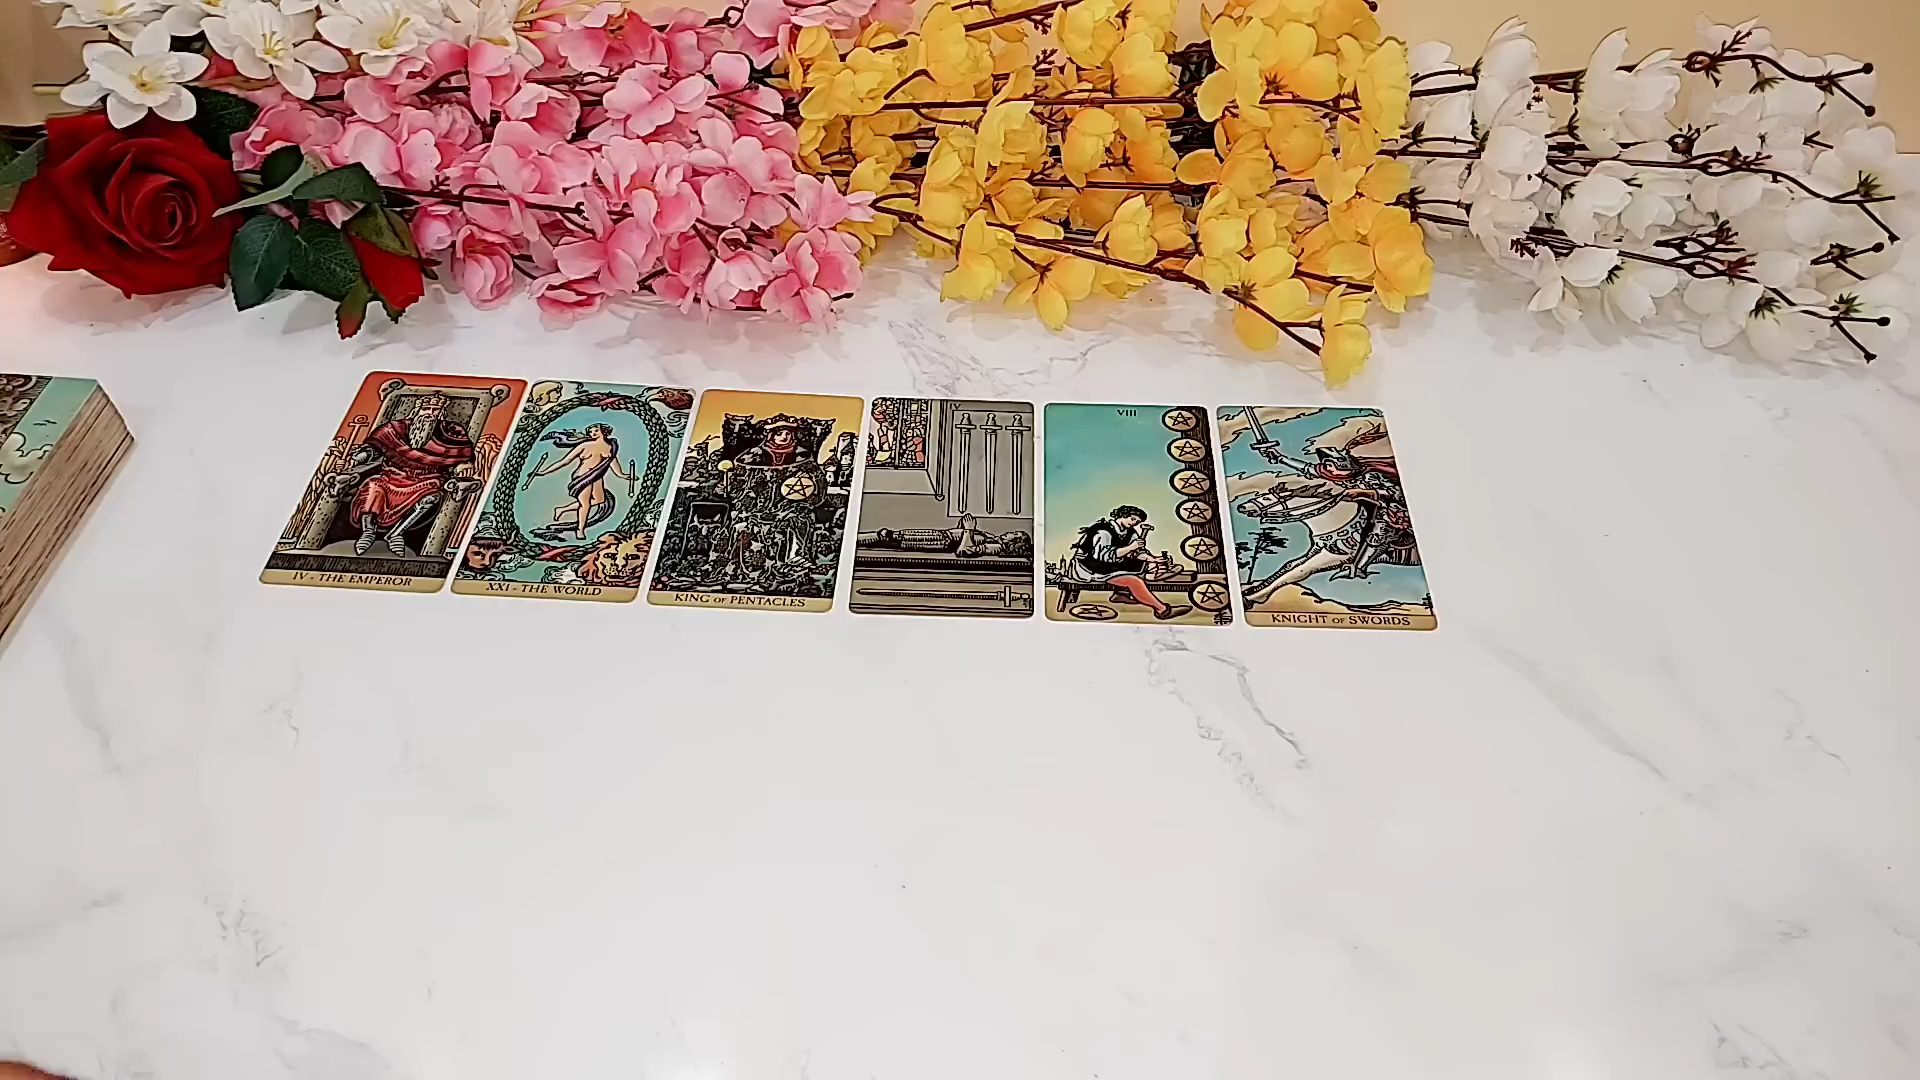 IV - THE EMPEROR
XXI - THE WORLD
KING OF PENTACLES
IV
VIII
KNIGHT OF SWORDS